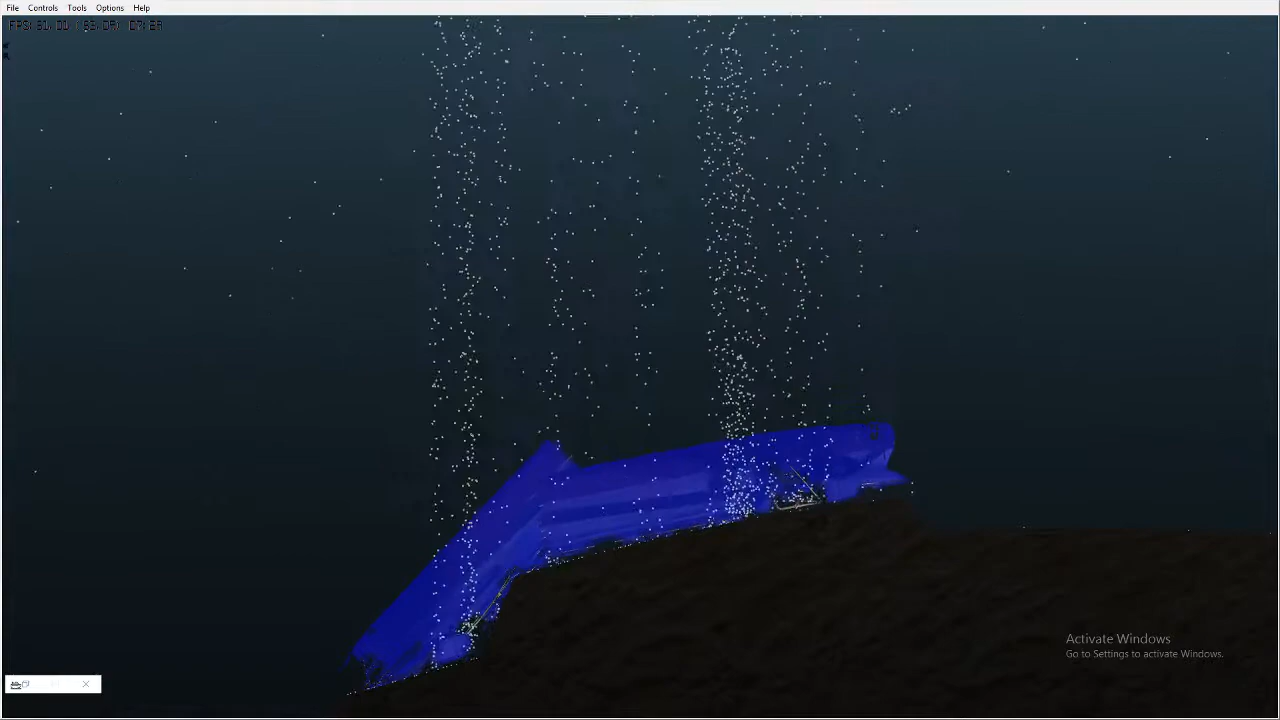 File Controls Tools Options Help
Activate Windows
Go to Settings to activate Windows.